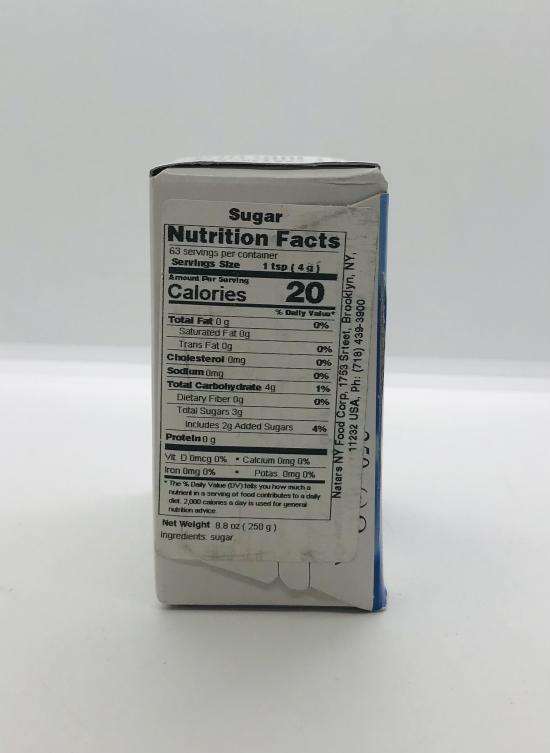 Sugar
Nutrition Facts
63 servings per container
Servings Size 1 tsp ( 4 g )
Amount Per Serving
Calories 20
% Daily Value*
Total Fat 0 g 0%
Saturated Fat 0g
Trans Fat 0g 0%
Cholesterol 0mg 0%
Sodium 0mg 0%
Total Carbohydrate 4g 1%
Dietary Fiber 0g 0%
Total Sugars 3g
Includes 2g Added Sugars 4%
Protein 0 g
Vit. D 0mcg 0% • Calcium 0mg 0%
Iron 0mg 0% • Potas. 0mg 0%
* The % Daily Value (DV) tells you how much a
nutrient in a serving of food contributes to a daily
diet. 2,000 calories a day is used for general
nutrition advice.
Net Weight 8.8 oz ( 250 g )
Ingredients: sugar
Natars NY Food Corp, 1763 Srteet, Brooklyn, NY,
11232 USA, Ph: (718) 439-3900